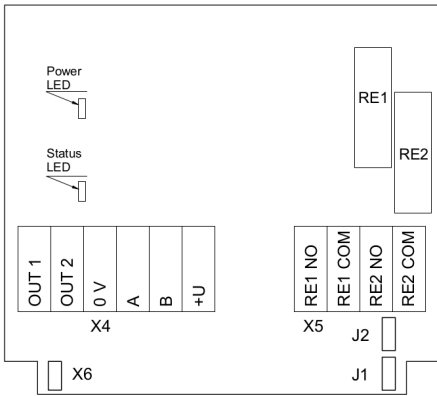 Power
LED
RE1
RE2
Status
LED
OUT 1
OUT 2
0 V
A
B
+U
RE1 NO
RE1 COM
RE2 NO
RE2 COM
X4
X5
J2
X6
J1